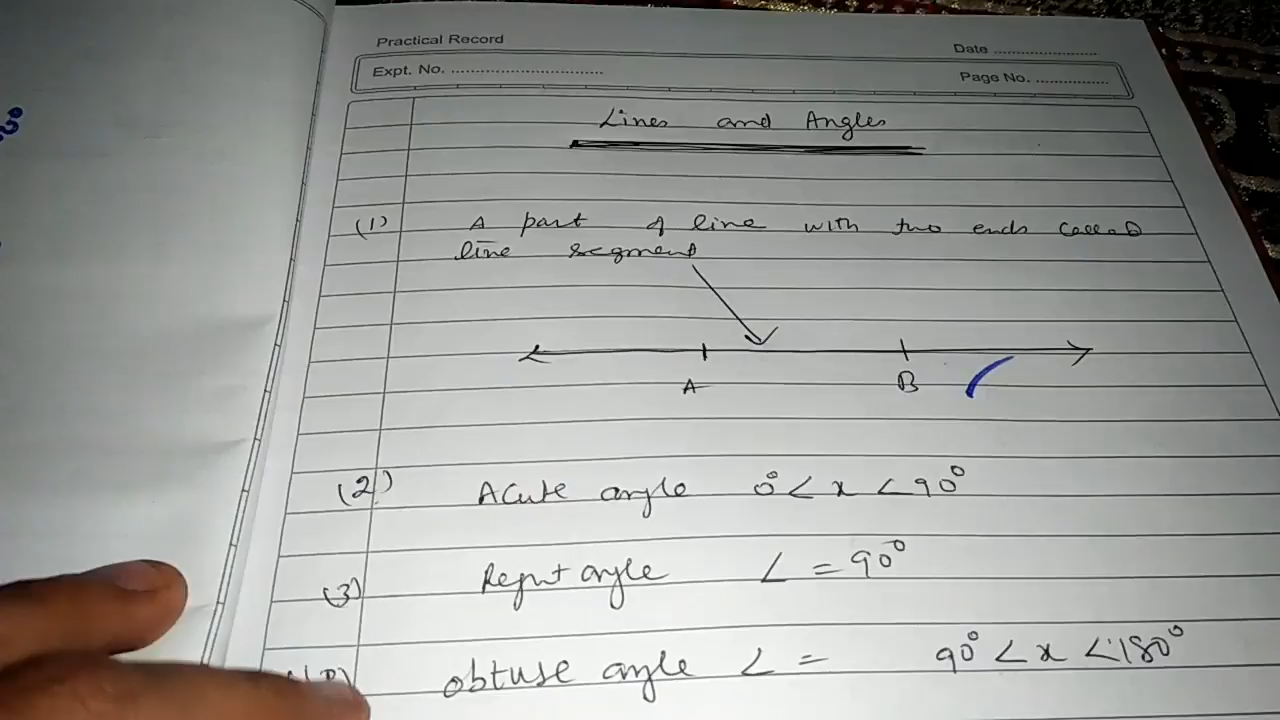 Practical Record
Date
Expt. No.
Page No.
Lines and Angles
(1) A part of line with two ends called
line segment
A B
(2) Acute angle 0° < x < 90°
(3) Right angle ∠ = 90°
obtuse angle ∠ = 90° < x < 180°